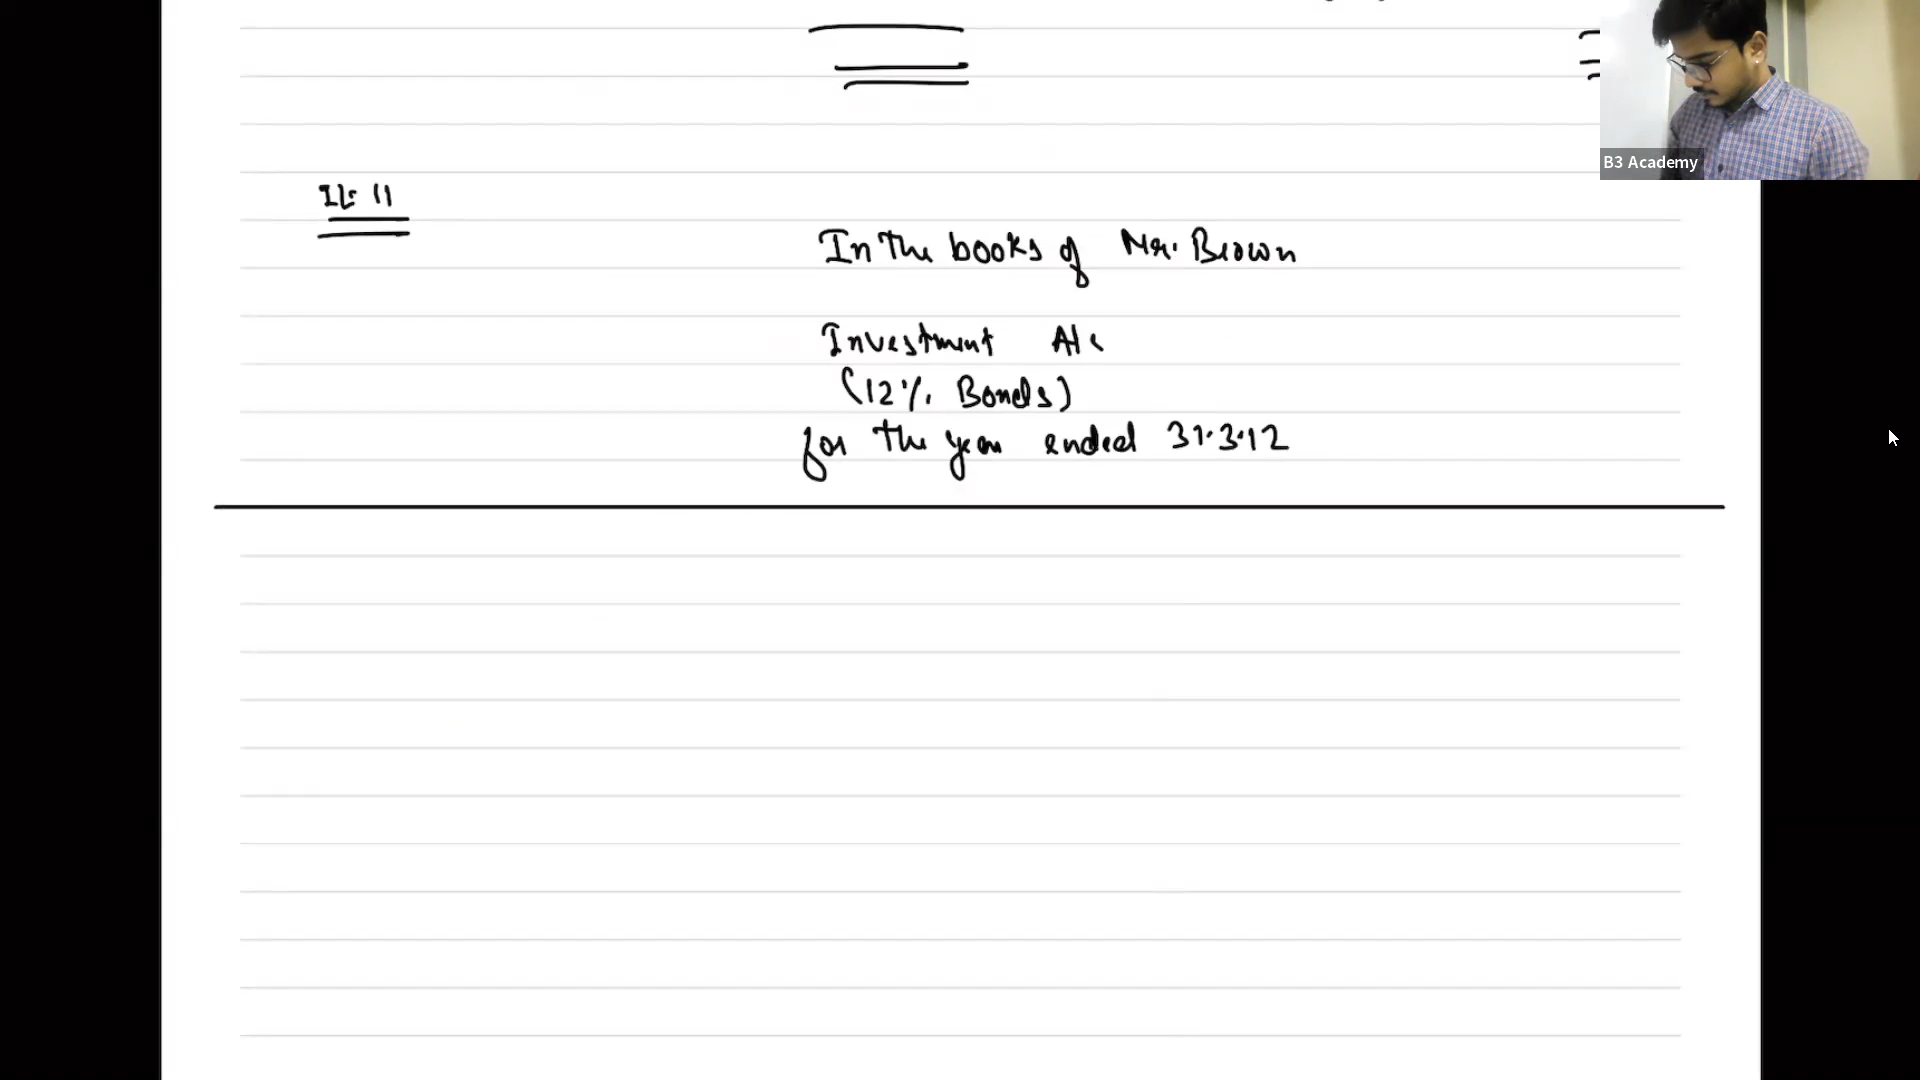 B3 Academy
Ill: 11
In the books of Mr. Brown
Investment A/c
(12% Bonds)
for the year ended 31.3.12